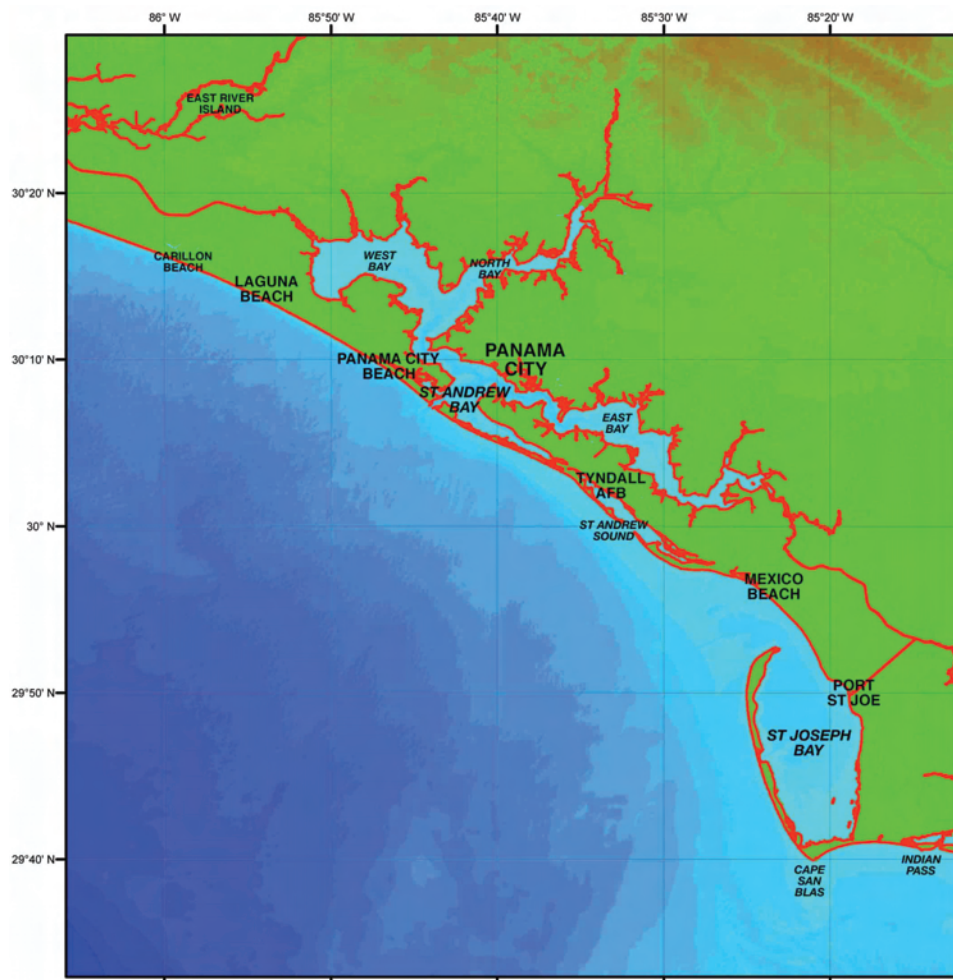 86° W
85°50' W
85°40' W
85°30' W
85°20' W
EAST RIVER
ISLAND
30°20' N
CARILLON
BEACH
WEST
BAY
NORTH
BAY
LAGUNA
BEACH
30°10' N
PANAMA CITY
BEACH
PANAMA
CITY
ST ANDREW
BAY
EAST
BAY
TYNDALL
AFB
30° N
ST ANDREW
SOUND
MEXICO
BEACH
29°50' N
PORT
ST JOE
ST JOSEPH
BAY
29°40' N
CAPE
SAN
BLAS
INDIAN
PASS